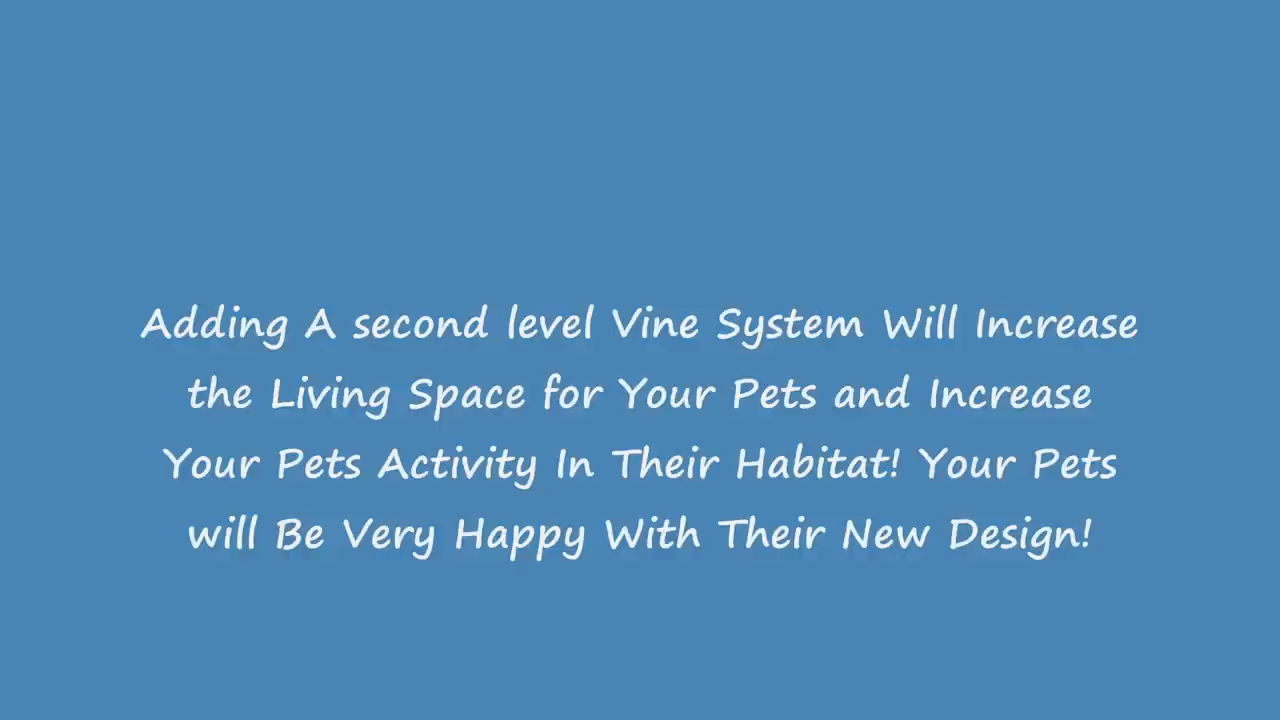 Adding A second level Vine System Will Increase
the Living Space for Your Pets and Increase
Your Pets Activity In Their Habitat! Your Pets
will Be Very Happy With Their New Design!